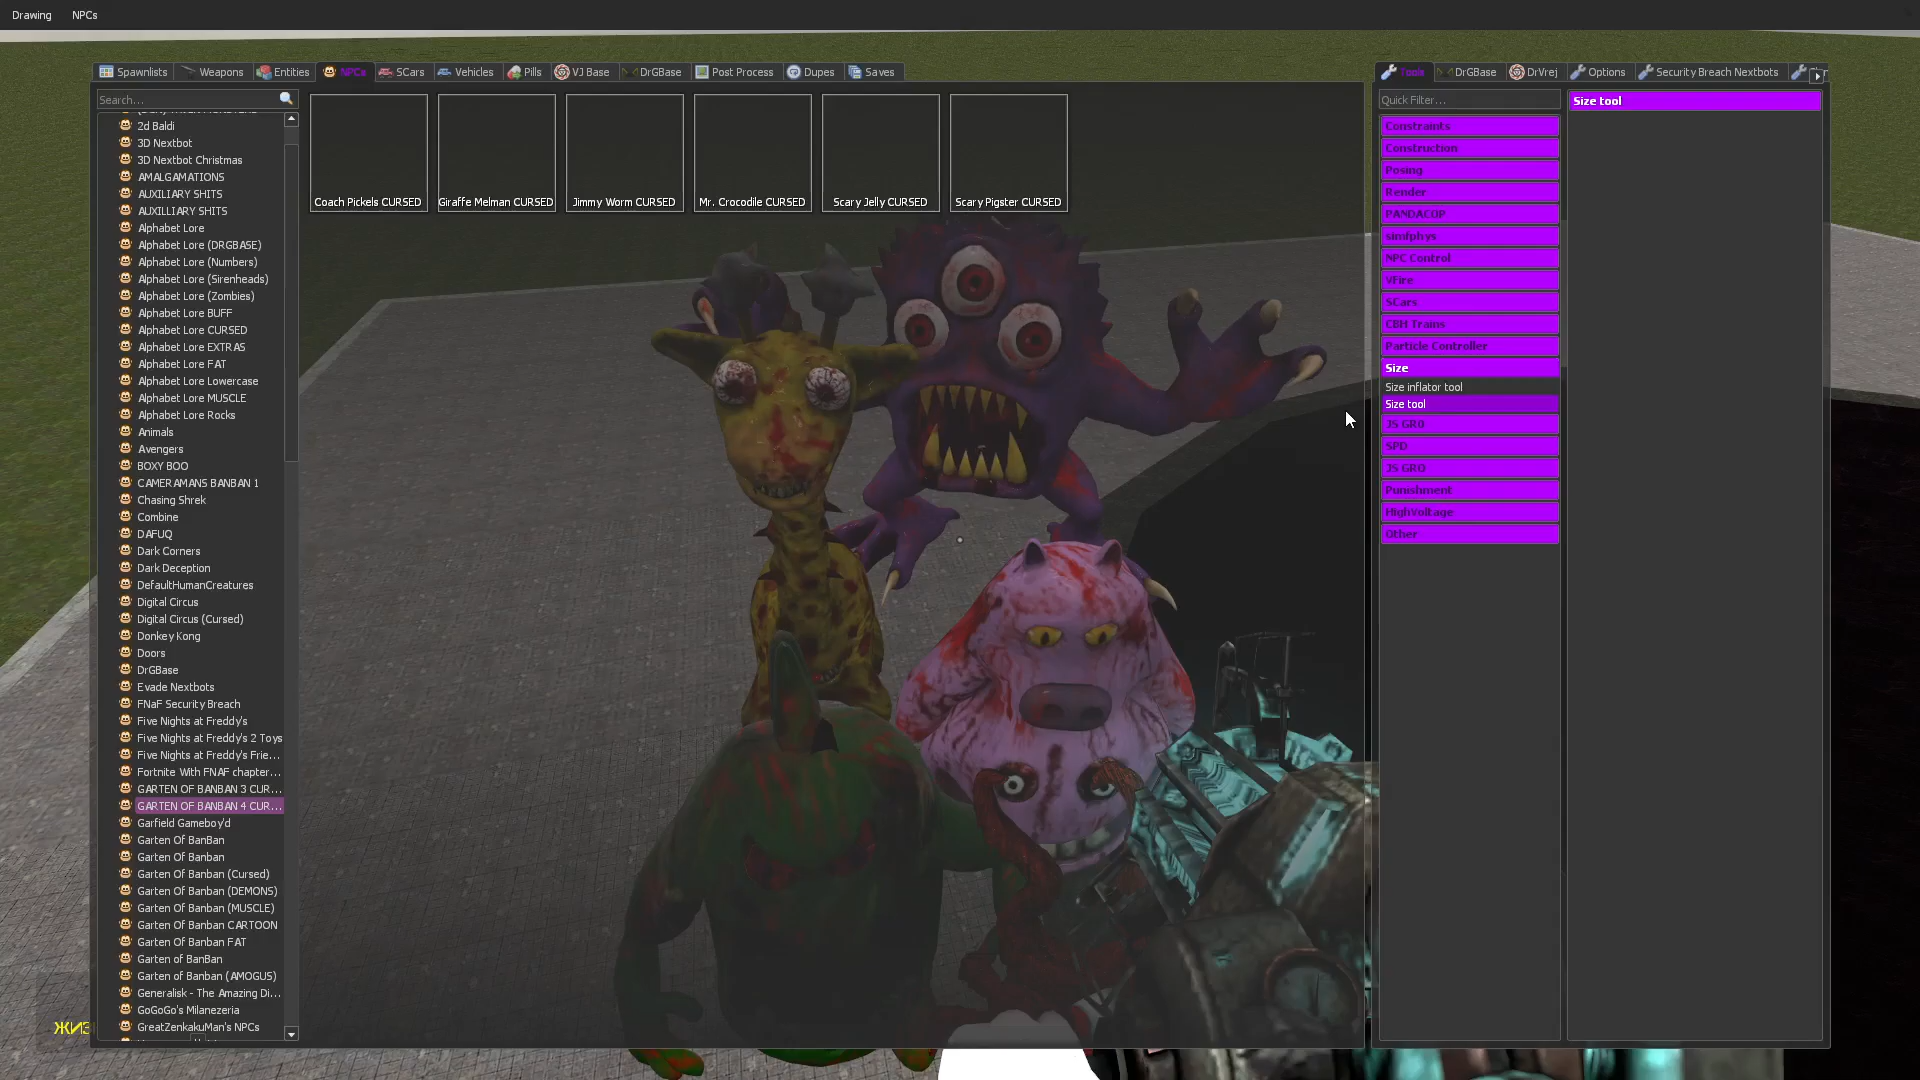 Drawing NPCs
Spawnlists Weapons Entities NPCs SCars Vehicles Pills VJ Base DrGBase Post Process Dupes Saves
Search...
2d Baldi
3D Nextbot
3D Nextbot Christmas
AMALGAMATIONS
AUXILIARY SHITS
AUXILLIARY SHITS
Alphabet Lore
Alphabet Lore (DRGBASE)
Alphabet Lore (Numbers)
Alphabet Lore (Sirenheads)
Alphabet Lore (Zombies)
Alphabet Lore BUFF
Alphabet Lore CURSED
Alphabet Lore EXTRAS
Alphabet Lore FAT
Alphabet Lore Lowercase
Alphabet Lore MUSCLE
Alphabet Lore Rocks
Animals
Avengers
BOXY BOO
CAMERAMANS BANBAN 1
Chasing Shrek
Combine
DAFUQ
Dark Corners
Dark Deception
DefaultHumanCreatures
Digital Circus
Digital Circus (Cursed)
Donkey Kong
Doors
DrGBase
Evade Nextbots
FNaF Security Breach
Five Nights at Freddy's
Five Nights at Freddy's 2 Toys
Five Nights at Freddy's Frie...
Fortnite With FNAF chapter...
GARTEN OF BANBAN 3 CUR...
GARTEN OF BANBAN 4 CUR...
Garfield Gameboy'd
Garten Of BanBan
Garten Of Banban
Garten Of Banban (Cursed)
Garten Of Banban (DEMONS)
Garten Of Banban (MUSCLE)
Garten Of Banban CARTOON
Garten Of Banban FAT
Garten of BanBan
Garten of Banban (AMOGUS)
Generalisk - The Amazing Di...
GoGoGo's Milanezeria
GreatZenkakuMan's NPCs
Coach Pickels CURSED
Giraffe Melman CURSED
Jimmy Worm CURSED
Mr. Crocodile CURSED
Scary Jelly CURSED
Scary Pigster CURSED
Tools DrGBase DrVrej Options Security Breach Nextbots
Quick Filter...
Constraints
Construction
Posing
Render
PANDACOP
simfphys
NPC Control
VFire
SCars
CBH Trains
Particle Controller
Size
Size inflator tool
Size tool
JS GRO
SPD
JS GRO
Punishment
HighVoltage
Other
Size tool